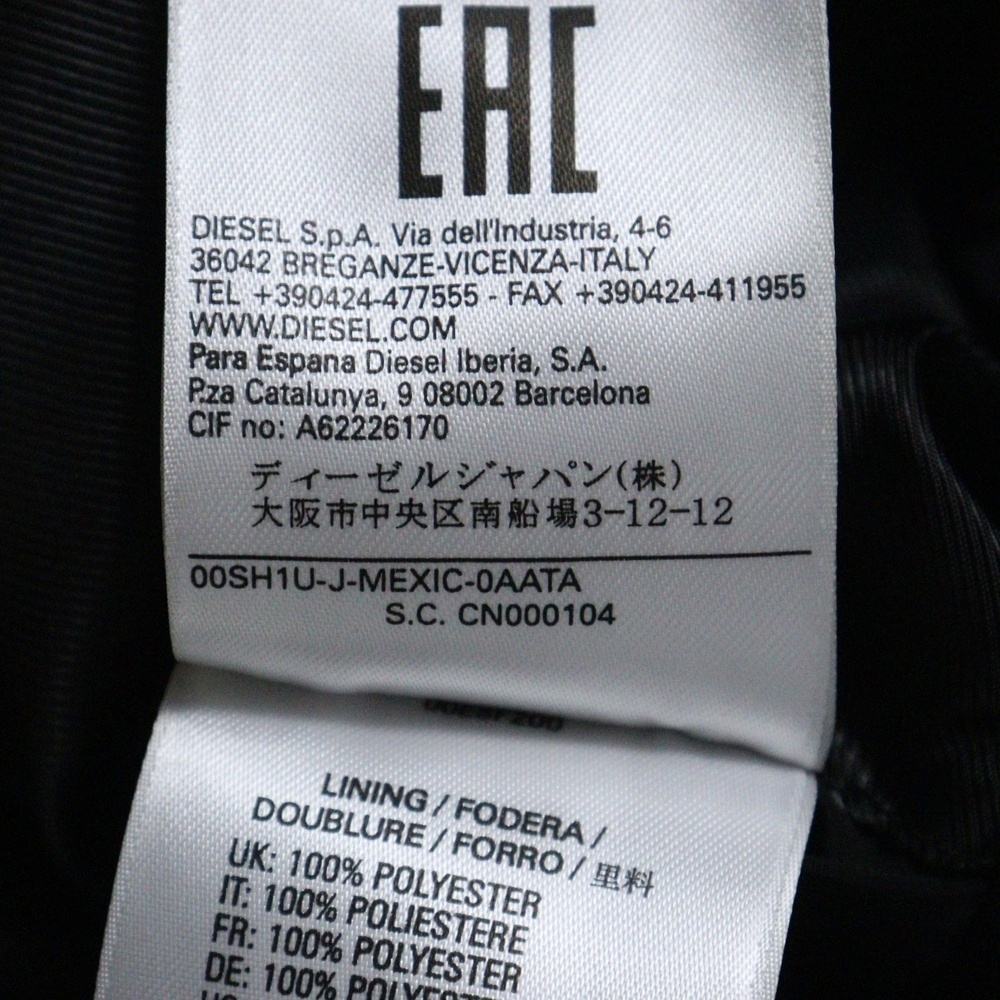 EAC
DIESEL S.p.A. Via dell'Industria, 4-6
36042 BREGANZE-VICENZA-ITALY
TEL +390424-477555 - FAX +390424-411955
WWW.DIESEL.COM
Para Espana Diesel Iberia, S.A.
P.za Catalunya, 9 08002 Barcelona
CIF no: A62226170
ディーゼルジャパン(株)
大阪市中央区南船場3-12-12
00SH1U-J-MEXIC-0AATA
S.C. CN000104
LINING / FODERA /
DOUBLURE / FORRO / 里料
UK: 100% POLYESTER
IT: 100% POLIESTERE
FR: 100% POLYESTER
DE: 100% POLYESTER